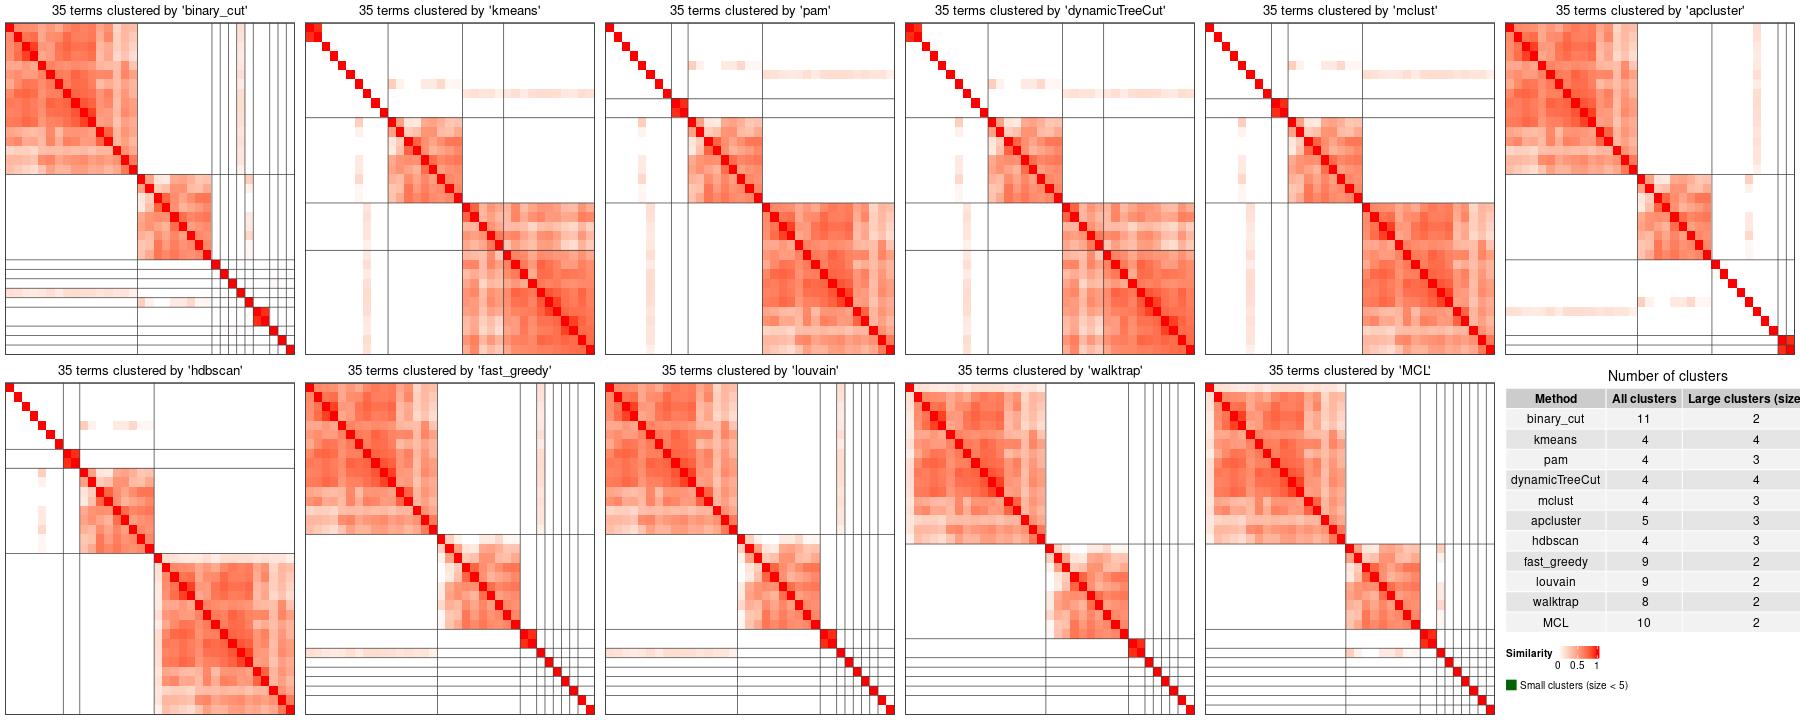 35 terms clustered by 'binary_cut'
35 terms clustered by 'kmeans'
35 terms clustered by 'pam'
35 terms clustered by 'dynamicTreeCut'
35 terms clustered by 'mclust'
35 terms clustered by 'apcluster'
35 terms clustered by 'hdbscan'
35 terms clustered by 'fast_greedy'
35 terms clustered by 'louvain'
35 terms clustered by 'walktrap'
35 terms clustered by 'MCL'
Number of clusters
Method All clusters Large clusters (size
binary_cut 11 2
kmeans 4 4
pam 4 3
dynamicTreeCut 4 4
mclust 4 3
apcluster 5 3
hdbscan 4 3
fast_greedy 9 2
louvain 9 2
walktrap 8 2
MCL 10 2
Similarity
0 0.5 1
Small clusters (size < 5)